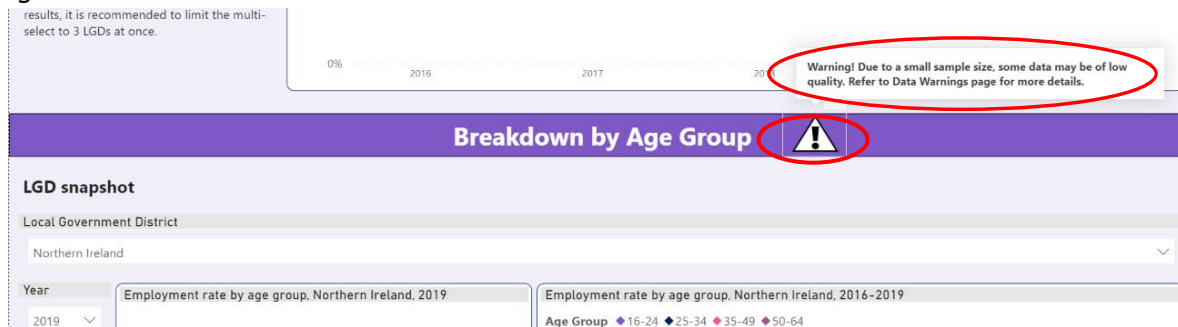 results, it is recommended to limit the multi-
select to 3 LGDs at once.
0%
2016
2017
Warning! Due to a small sample size, some data may be of low
quality. Refer to Data Warnings page for more details.
Breakdown by Age Group
LGD snapshot
Local Government District
Northern Ireland
Year
2019
Employment rate by age group, Northern Ireland, 2019
Employment rate by age group, Northern Ireland, 2016-2019
Age Group 16-24 25-34 35-49 50-64